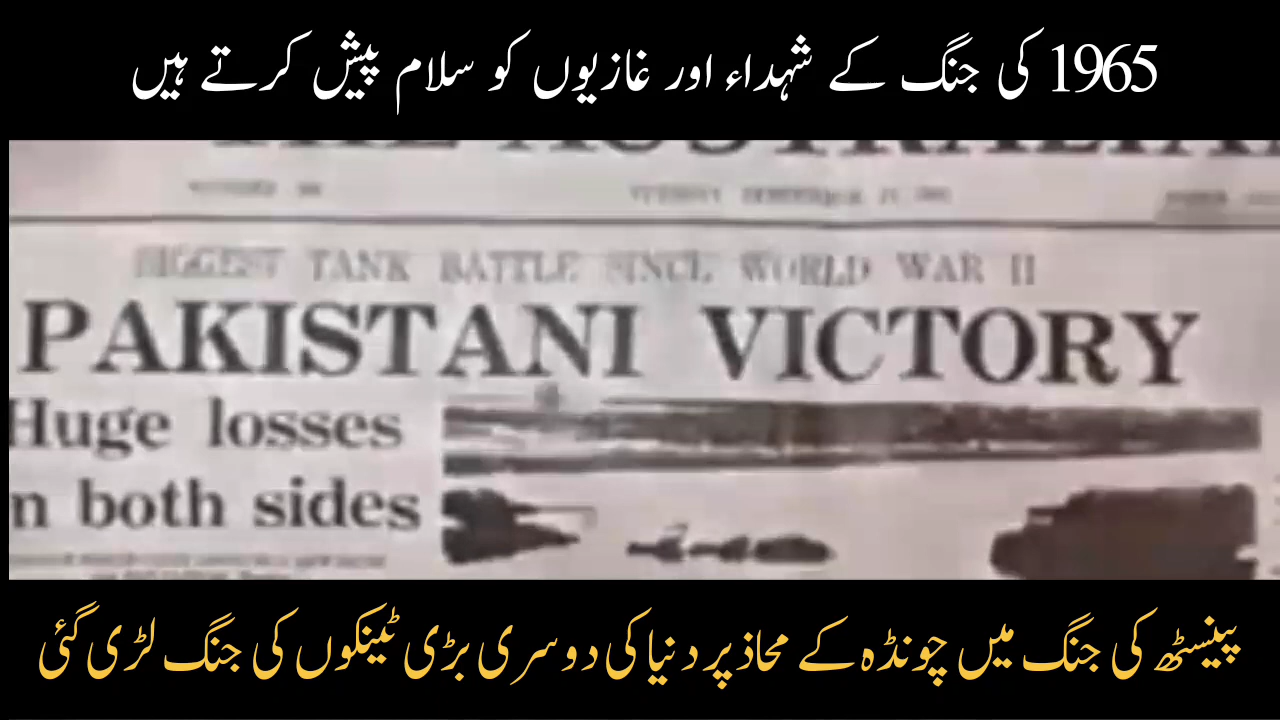 1965 کی جنگ کے شہداء اور غازیوں کو سلام پیش کرتے ہیں
BIGGEST TANK BATTLE SINCE WORLD WAR II
PAKISTANI VICTORY
Huge losses
n both sides
پینسٹھ کی جنگ میں چونڈہ کے محاذ پر دنیا کی دوسری بڑی ٹینکوں کی جنگ لڑی گئی